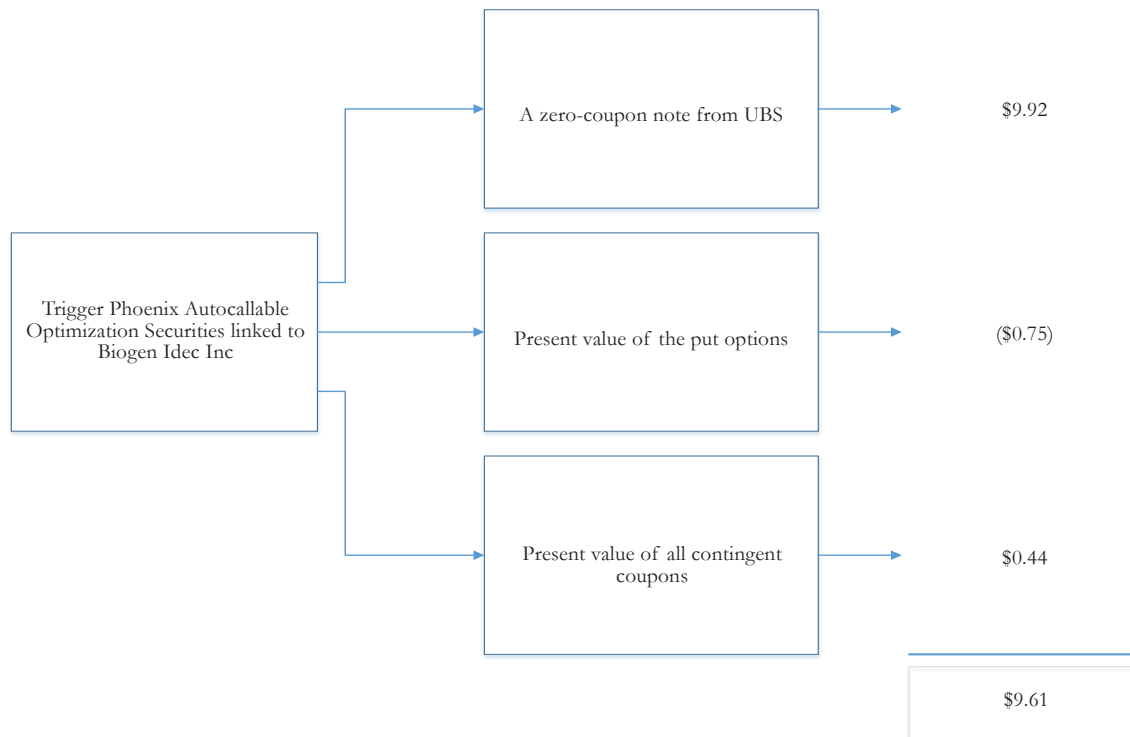 A zero-coupon note from UBS
$9.92
Trigger Phoenix Autocallable
Optimization Securities linked to
Biogen Idec Inc
Present value of the put options
($0.75)
Present value of all contingent
coupons
$0.44
$9.61